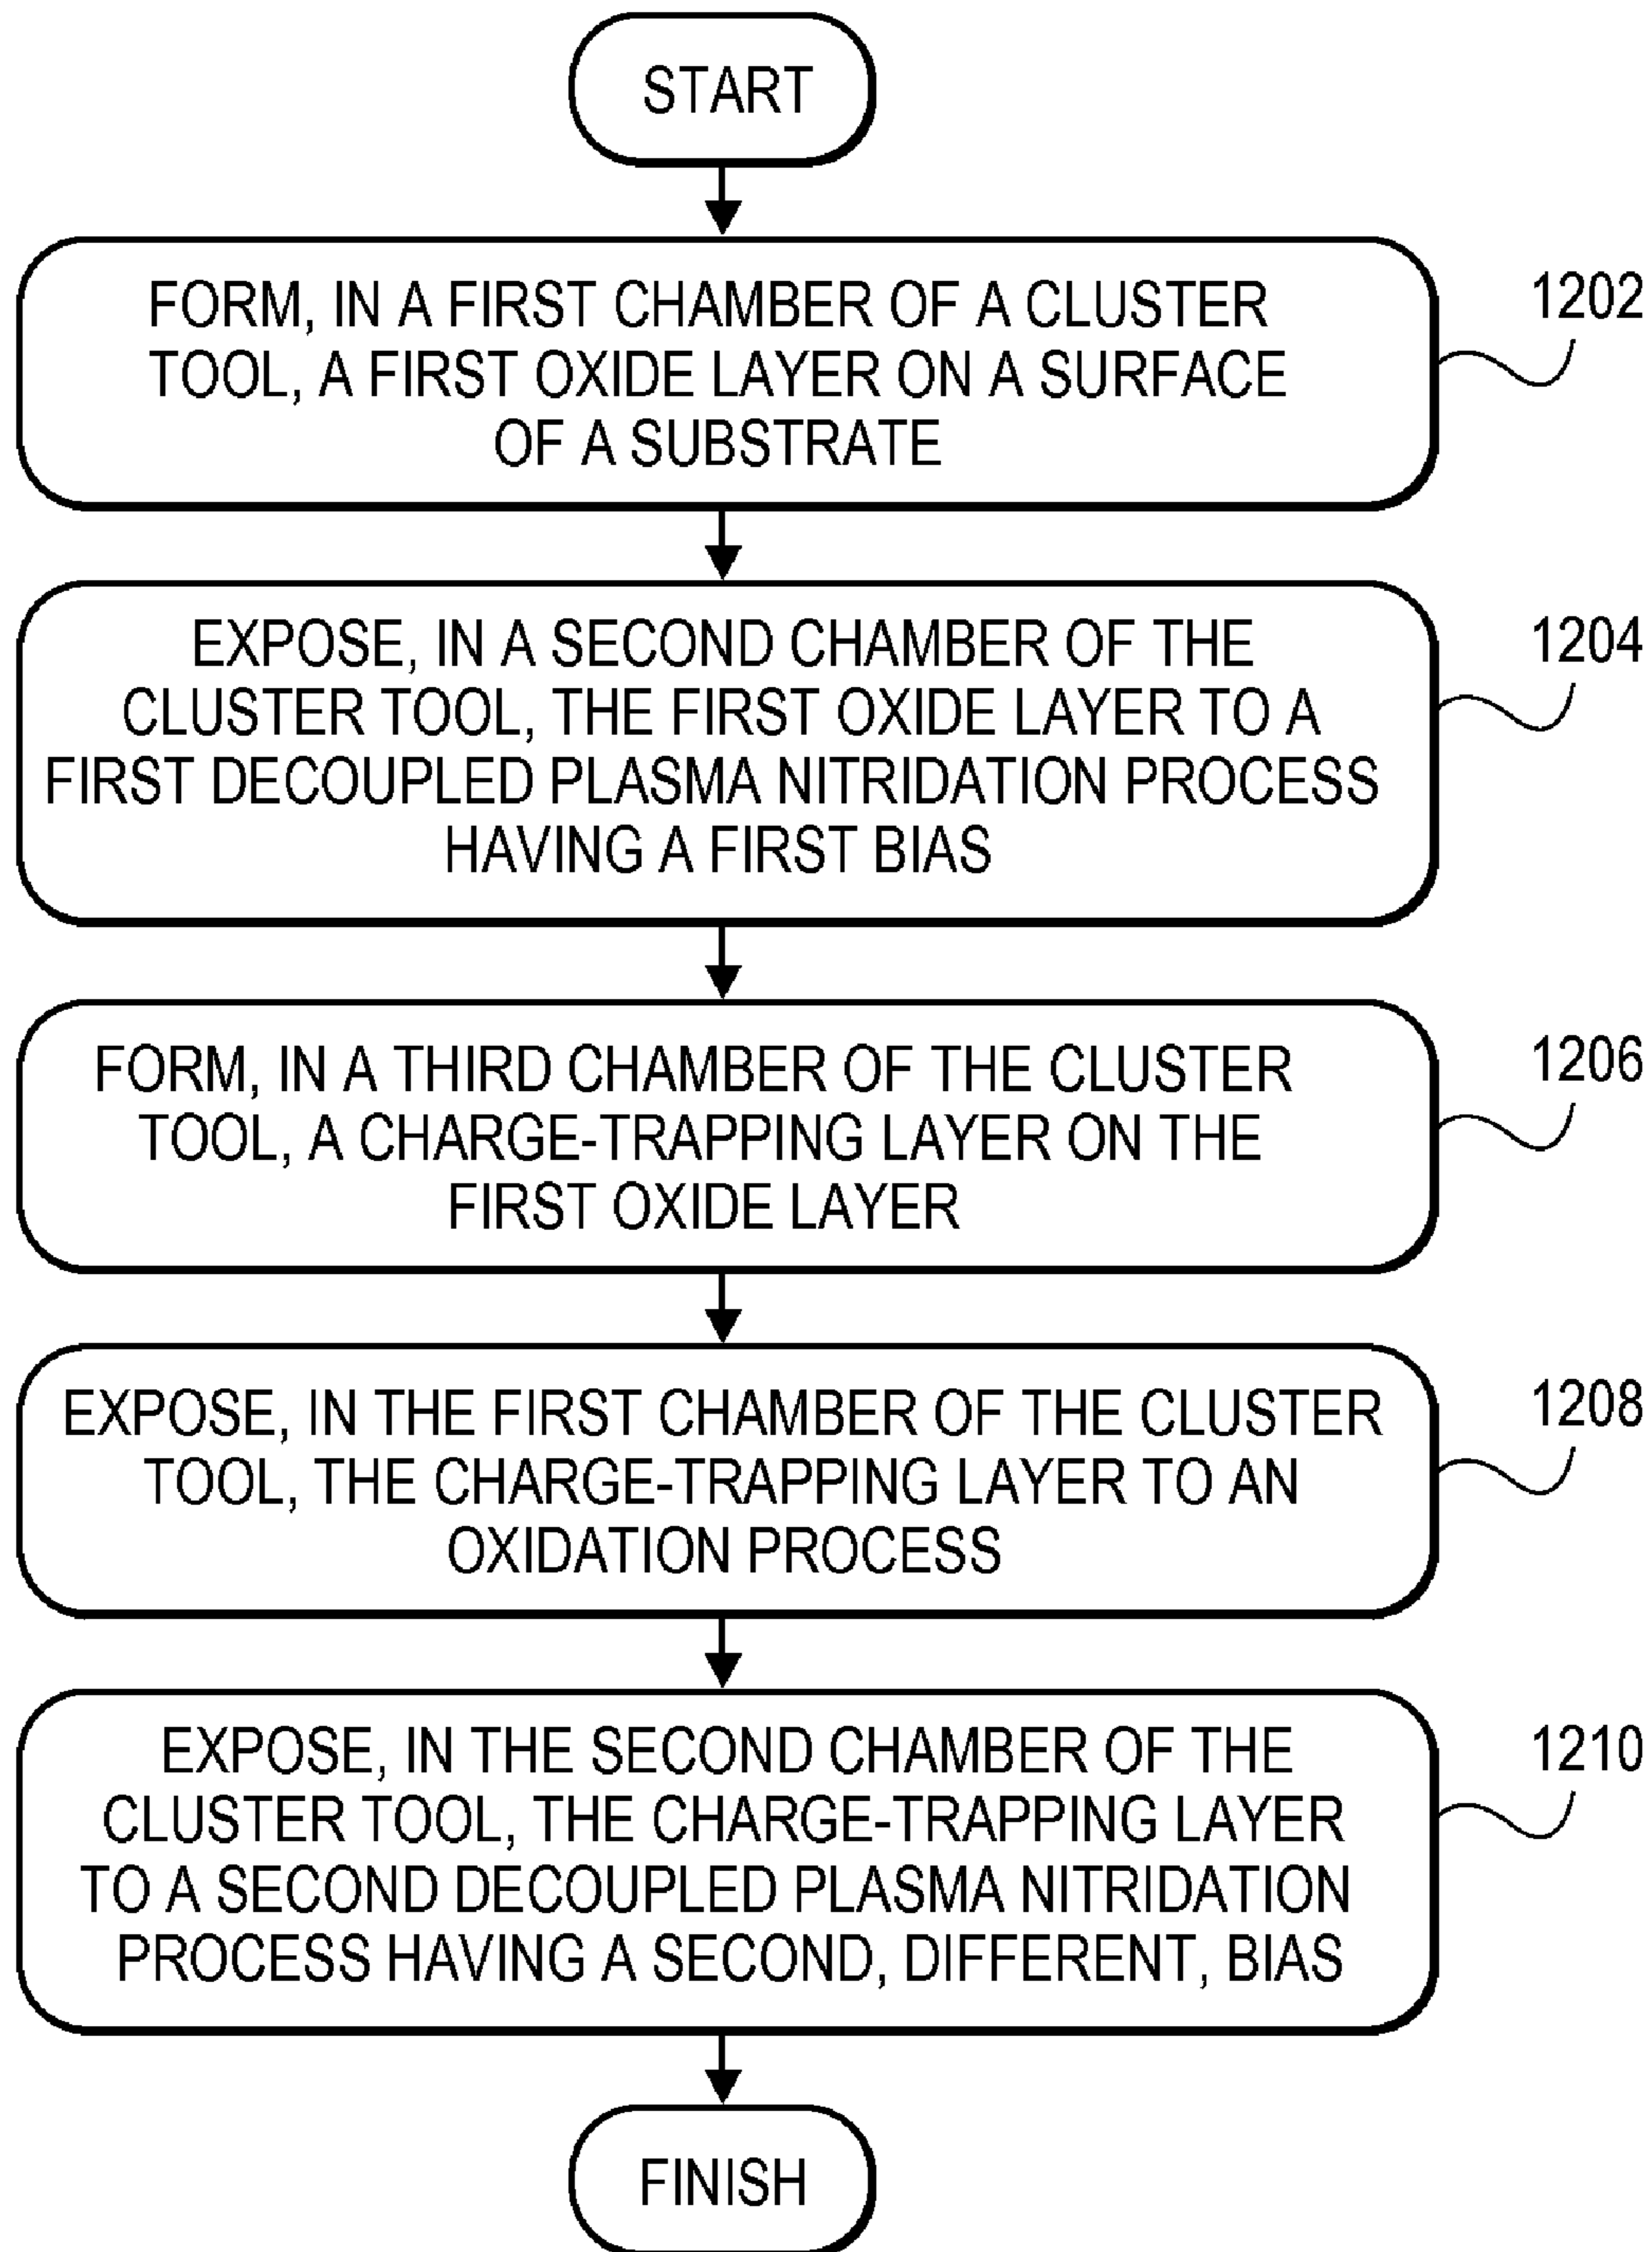 START
FORM, IN A FIRST CHAMBER OF A CLUSTER
TOOL, A FIRST OXIDE LAYER ON A SURFACE
OF A SUBSTRATE
1202
EXPOSE, IN A SECOND CHAMBER OF THE
CLUSTER TOOL, THE FIRST OXIDE LAYER TO A
FIRST DECOUPLED PLASMA NITRIDATION PROCESS
HAVING A FIRST BIAS
1204
FORM, IN A THIRD CHAMBER OF THE CLUSTER
TOOL, A CHARGE-TRAPPING LAYER ON THE
FIRST OXIDE LAYER
1206
EXPOSE, IN THE FIRST CHAMBER OF THE CLUSTER
TOOL, THE CHARGE-TRAPPING LAYER TO AN
OXIDATION PROCESS
1208
EXPOSE, IN THE SECOND CHAMBER OF THE
CLUSTER TOOL, THE CHARGE-TRAPPING LAYER
TO A SECOND DECOUPLED PLASMA NITRIDATION
PROCESS HAVING A SECOND, DIFFERENT, BIAS
1210
FINISH